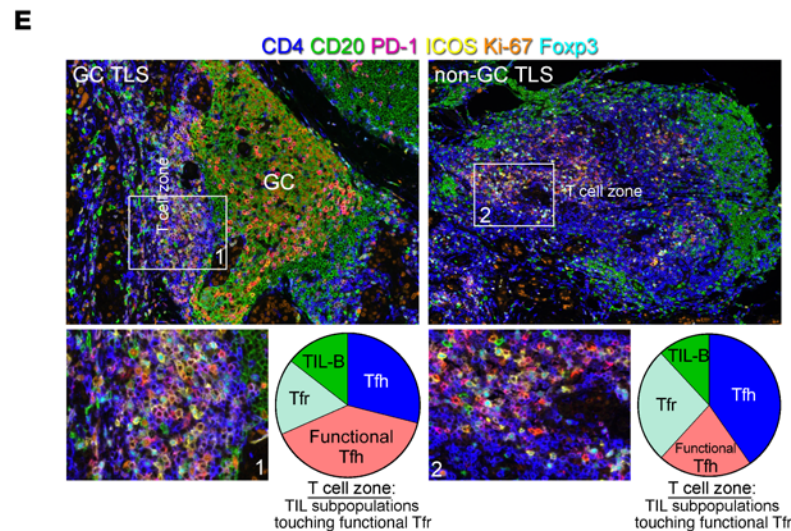 E
CD4 CD20 PD-1 ICOS Ki-67 Foxp3
GC TLS
T cell zone
GC
1
non-GC TLS
2
T cell zone
1
TIL-B
Tfh
Tfr
Functional
Tfh
T cell zone:
TIL subpopulations
touching functional Tfr
2
TIL-B
Tfh
Tfr
Functional
Tfh
T cell zone:
TIL subpopulations
touching functional Tfr